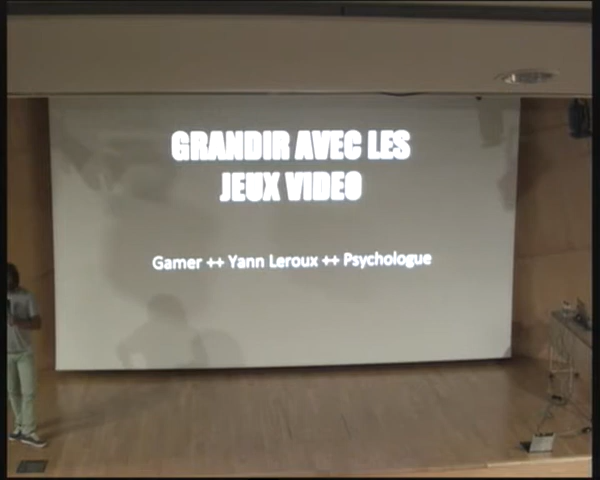 GRANDIR AVEC LES
JEUX VIDEO
Gamer ++ Yann Leroux ++ Psychologue